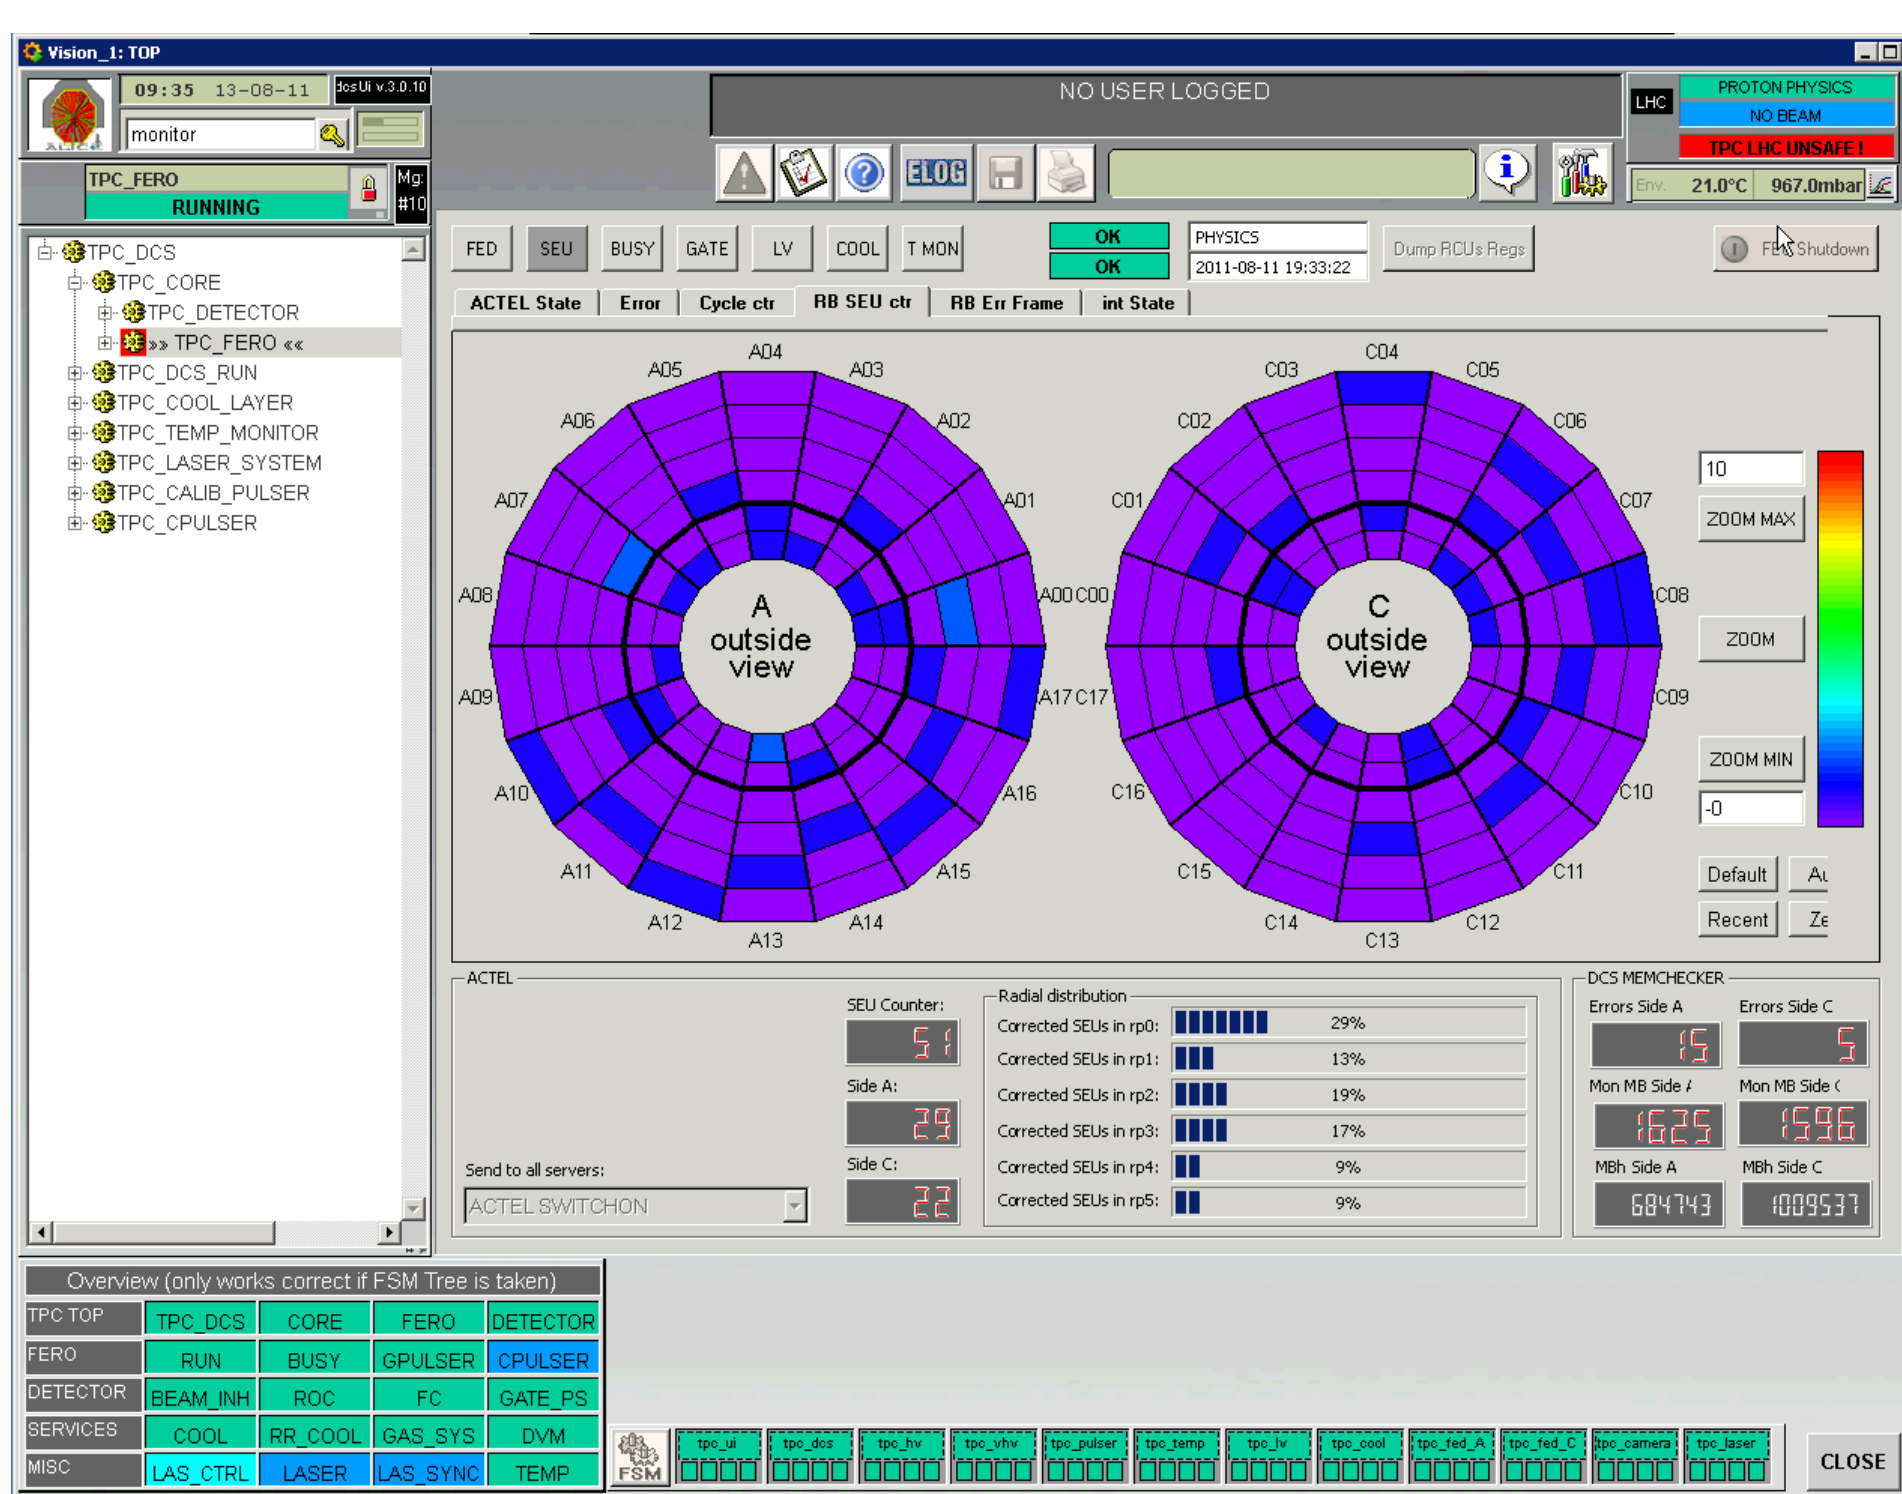 Vision_1: TOP
09:35 13-08-11
dcsUi v.3.0.10
monitor
ALICE
TPC_FERO
RUNNING
Mg:
#10
NO USER LOGGED
ELOG
LHC
PROTON PHYSICS
NO BEAM
TPC LHC UNSAFE !
Env. 21.0°C 967.0mbar
TPC_DCS
TPC_CORE
TPC_DETECTOR
»» TPC_FERO ««
TPC_DCS_RUN
TPC_COOL_LAYER
TPC_TEMP_MONITOR
TPC_LASER_SYSTEM
TPC_CALIB_PULSER
TPC_CPULSER
FED SEU BUSY GATE LV COOL T MON
OK
OK
PHYSICS
2011-08-11 19:33:22
Dump RCUs Regs
Shutdown
ACTEL State Error Cycle ctr RB SEU ctr RB Err Frame int State
A04
A05 A03
A06 A02
A07 A01
A08 A00
A
outside
view
A09 A17
A10 A16
A11 A15
A12 A14
A13
C04
C03 C05
C02 C06
C01 C07
C00 C08
C
outside
view
C17 C09
C16 C10
C15 C11
C14 C12
C13
10
ZOOM MAX
ZOOM
ZOOM MIN
-0
Default Au
Recent Ze
ACTEL
SEU Counter:
51
Side A:
29
Side C:
22
Send to all servers:
ACTEL SWITCHON
Radial distribution
Corrected SEUs in rp0: 29%
Corrected SEUs in rp1: 13%
Corrected SEUs in rp2: 19%
Corrected SEUs in rp3: 17%
Corrected SEUs in rp4: 9%
Corrected SEUs in rp5: 9%
DCS MEMCHECKER
Errors Side A Errors Side C
15 5
Mon MB Side A Mon MB Side C
1625 1596
MBh Side A MBh Side C
684743 1009537
Overview (only works correct if FSM Tree is taken)
TPC TOP TPC_DCS CORE FERO DETECTOR
FERO RUN BUSY GPULSER CPULSER
DETECTOR BEAM_INH ROC FC GATE_PS
SERVICES COOL RR_COOL GAS_SYS DVM
MISC LAS_CTRL LASER LAS_SYNC TEMP
FSM
tpc_ui tpc_dcs tpc_hv tpc_vhv tpc_pulser tpc_temp tpc_lv tpc_cool tpc_fed_A tpc_fed_C tpc_camera tpc_laser
CLOSE